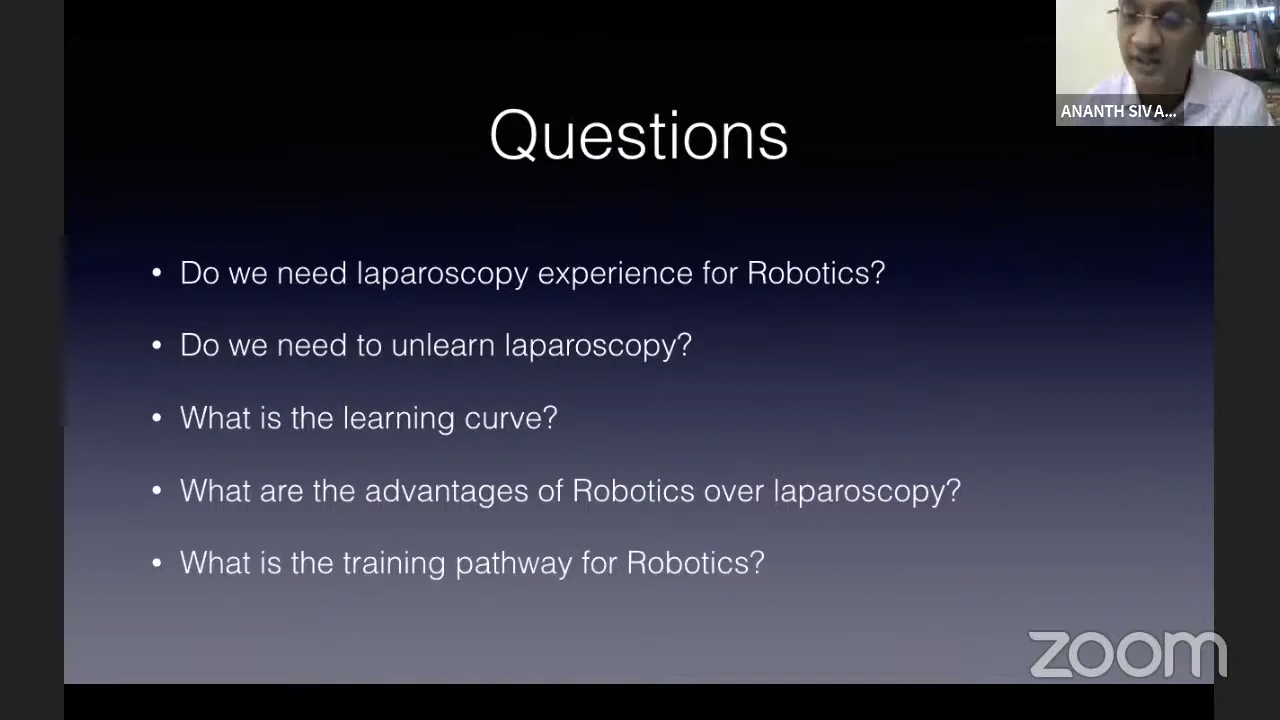 ANANTH SIVA...
Questions
• Do we need laparoscopy experience for Robotics?
• Do we need to unlearn laparoscopy?
• What is the learning curve?
• What are the advantages of Robotics over laparoscopy?
• What is the training pathway for Robotics?
zoom